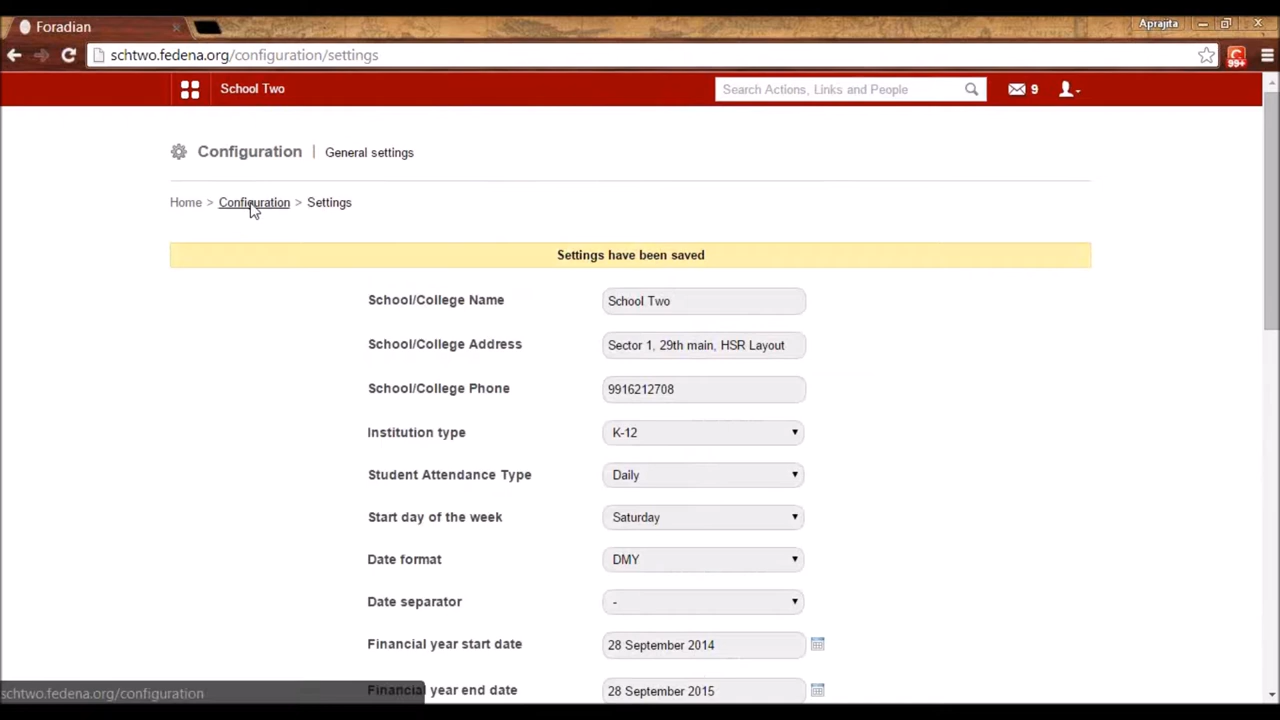 Foradian
Aprajita
schtwo.fedena.org/configuration/settings
99+
School Two
Search Actions, Links and People
9
Configuration | General settings
Home > Configuration > Settings
Settings have been saved
School/College Name School Two
School/College Address Sector 1, 29th main, HSR Layout
School/College Phone 9916212708
Institution type K-12
Student Attendance Type Daily
Start day of the week Saturday
Date format DMY
Date separator -
Financial year start date 28 September 2014
Financial year end date 28 September 2015
schtwo.fedena.org/configuration